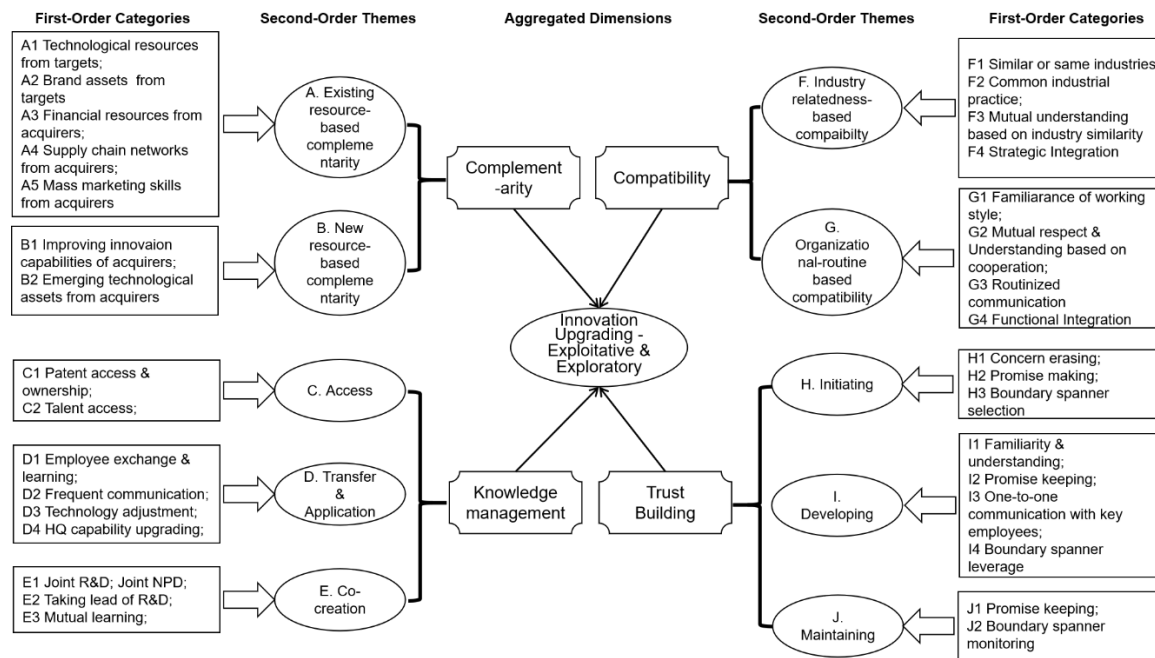 First-Order Categories
Second-Order Themes
Aggregated Dimensions
Second-Order Themes
First-Order Categories
A1 Technological resources
from targets;
A2 Brand assets from
targets
A3 Financial resources from
acquirers;
A4 Supply chain networks
from acquirers;
A5 Mass marketing skills
from acquirers
A. Existing
resource-
based
compleme
ntarity
B1 Improving innovaion
capabilities of acquirers;
B2 Emerging technological
assets from acquirers
B. New
resource-
based
compleme
ntarity
Complement
-arity
Compatibility
F. Industry
relatedness-
based
compaibilty
F1 Similar or same industries
F2 Common industrial
practice;
F3 Mutual understanding
based on industry similarity
F4 Strategic Integration
G.
Organizatio
nal-routine
based
compatibility
G1 Familiarance of working
style;
G2 Mutual respect &
Understanding based on
cooperation;
G3 Routinized
communication
G4 Functional Integration
Innovation
Upgrading -
Exploitative &
Exploratory
C1 Patent access &
ownership;
C2 Talent access;
C. Access
D1 Employee exchange &
learning;
D2 Frequent communication;
D3 Technology adjustment;
D4 HQ capability upgrading;
D. Transfer
&
Application
E1 Joint R&D; Joint NPD;
E2 Taking lead of R&D;
E3 Mutual learning;
E. Co-
creation
Knowledge
management
Trust
Building
H. Initiating
H1 Concern erasing;
H2 Promise making;
H3 Boundary spanner
selection
I.
Developing
I1 Familiarity &
understanding;
I2 Promise keeping;
I3 One-to-one
communication with key
employees;
I4 Boundary spanner
leverage
J.
Maintaining
J1 Promise keeping;
J2 Boundary spanner
monitoring